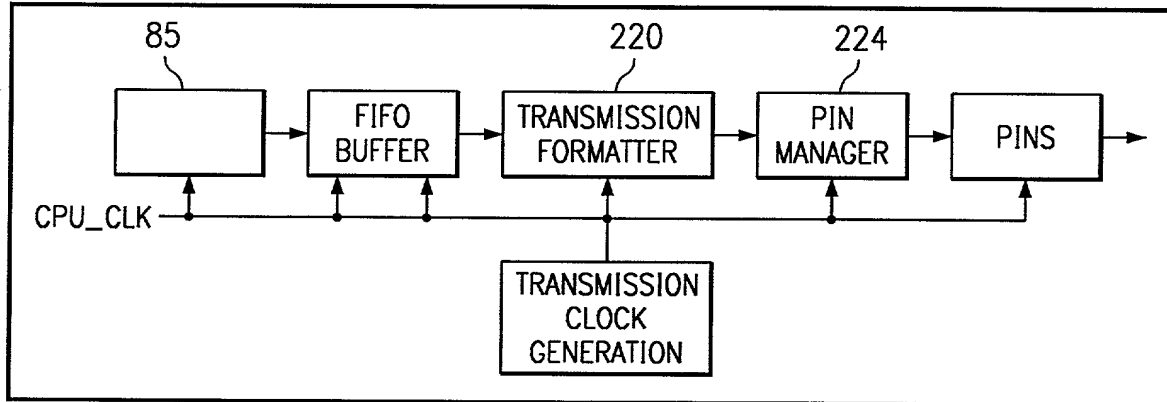 85
220
224
FIFO
BUFFER
TRANSMISSION
FORMATTER
PIN
MANAGER
PINS
CPU_CLK
TRANSMISSION
CLOCK
GENERATION